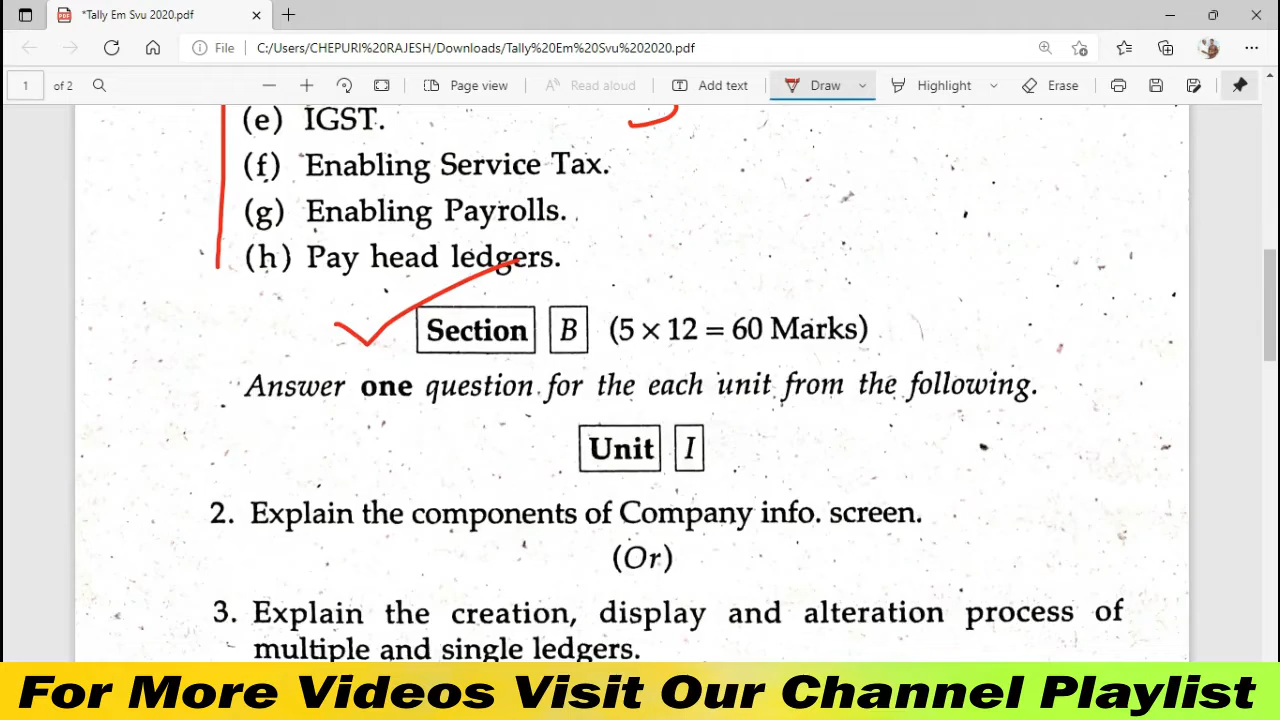 *Tally Em Svu 2020.pdf
File C:/Users/CHEPURI%20RAJESH/Downloads/Tally%20Em%20Svu%202020.pdf
1 of 2 Page view Read aloud Add text Draw Highlight Erase
(e) IGST.
(f) Enabling Service Tax.
(g) Enabling Payrolls.
(h) Pay head ledgers.
Section B (5 × 12 = 60 Marks)
Answer one question for the each unit from the following.
Unit I
2. Explain the components of Company info. screen.
(Or)
3. Explain the creation, display and alteration process of
multiple and single ledgers.
For More Videos Visit Our Channel Playlist